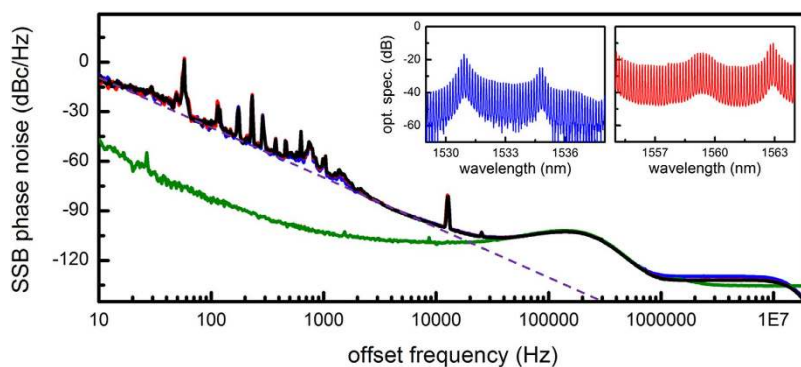 SSB phase noise (dBc/Hz)
0
-30
-60
-90
-120
10 100 1000 10000 100000 1000000 1E7
offset frequency (Hz)
opt. spec. (dB)
0
-20
-40
-60
1530 1533 1536
wavelength (nm)
1557 1560 1563
wavelength (nm)